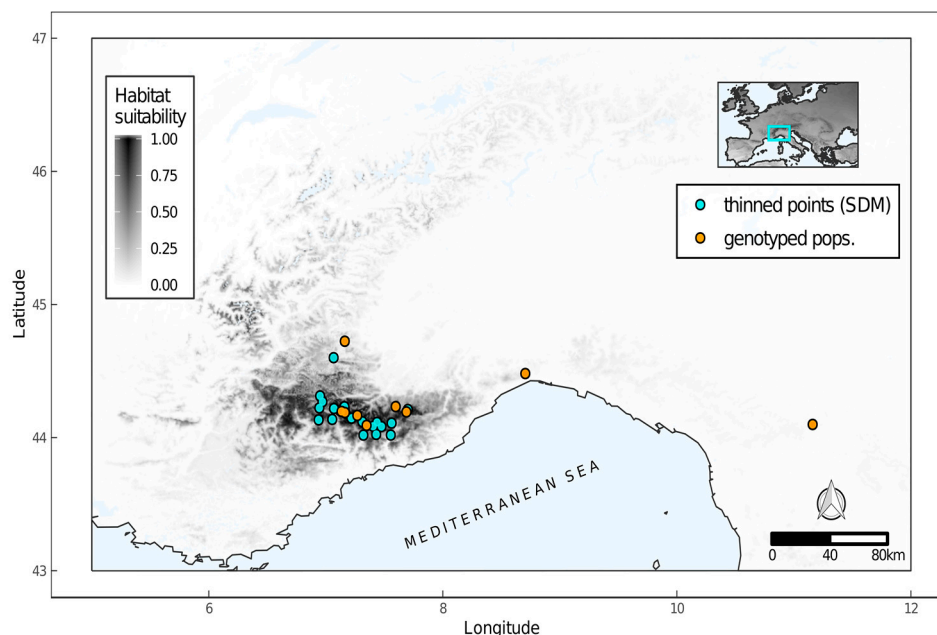 47
46
45
44
43
Latitude
Habitat
suitability
1.00
0.75
0.50
0.25
0.00
thinned points (SDM)
genotyped pops.
MEDITERRANEAN SEA
0 40 80km
6 8 10 12
Longitude